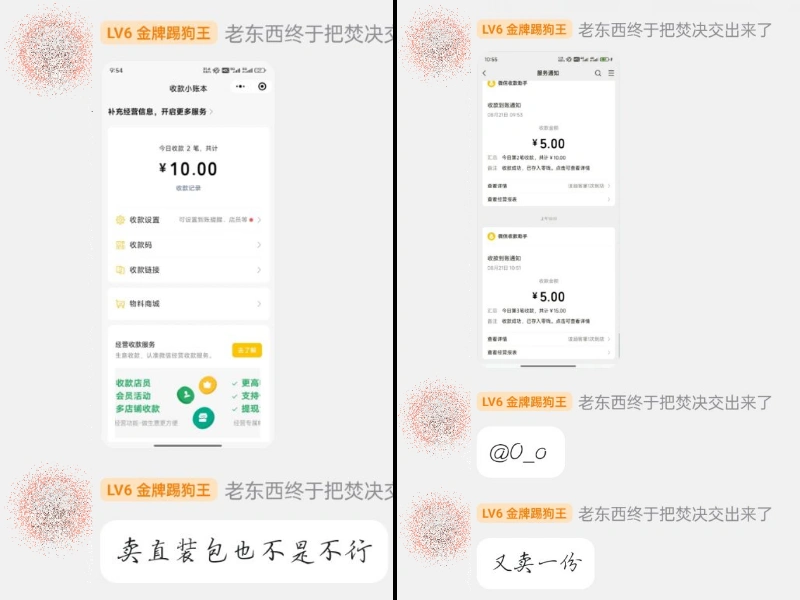 LV6 金牌踢狗王 老东西终于把焚决交
9:54
收款小账本
补充经营信息，开启更多服务
今日收款 2 笔，共计
¥10.00
收款记录
收款设置
可设置到账提醒、店员等
收款码
收款链接
物料商城
经营收款服务
生意收款，认准微信经营收款服务。
去了解
收款店员
更高
会员活动
支持
多店铺收款
提现
经营功能·做生意更方便
经营专属
LV6 金牌踢狗王 老东西终于把焚决交
卖直装包也不是不行
LV6 金牌踢狗王 老东西终于把焚决交出来了
10:55
服务通知
微信收款助手
收款到账通知
08月21日 09:53
收款金额
¥5.00
汇总 今日第2笔收款，共计¥10.00
备注 收款成功，已存入零钱。点击可查看详情
查看详情
查看经营报表
微信收款助手
收款到账通知
08月21日 10:01
收款金额
¥5.00
汇总 今日第3笔收款，共计¥15.00
备注 收款成功，已存入零钱。点击可查看详情
查看详情
查看经营报表
LV6 金牌踢狗王 老东西终于把焚决交出来了
@O_o
LV6 金牌踢狗王 老东西终于把焚决交出来了
又卖一份